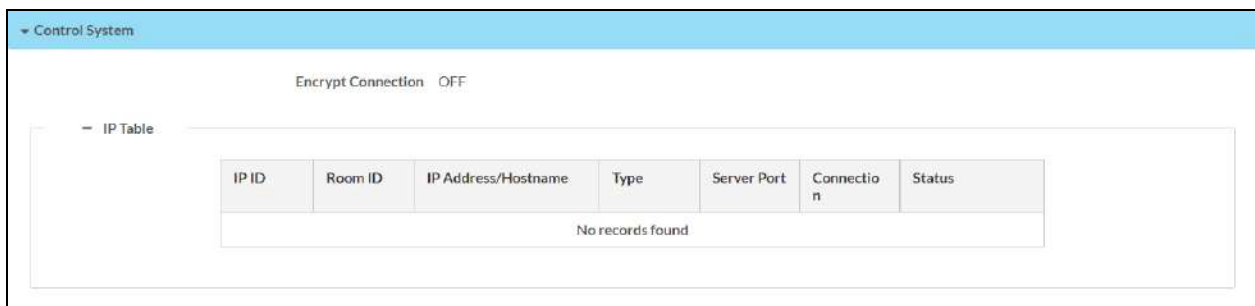 Control System
Encrypt Connection OFF
IP Table
IP ID Room ID IP Address/Hostname Type Server Port Connectio Status
n
No records found